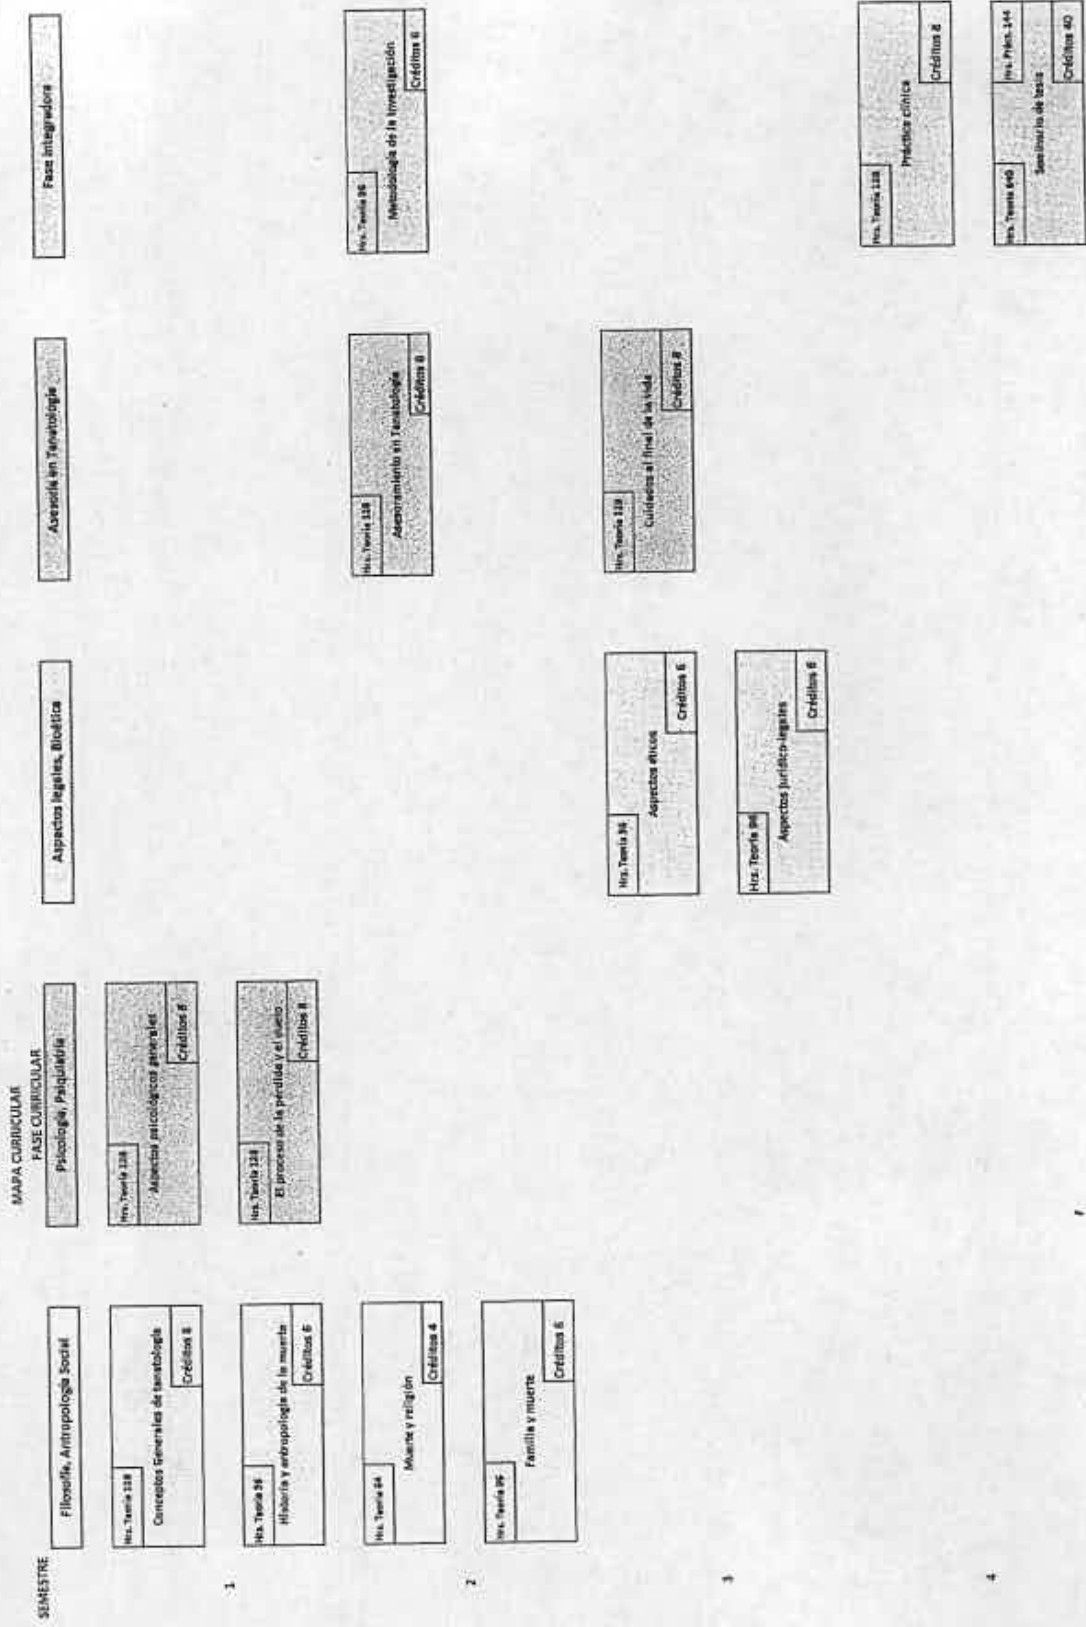 MAPA CURRICULAR
FASE CURRICULAR
SEMESTRE
Filosofía, Antropología Social
Psicología, Psiquiatría
Aspectos legales, Bioética
Asesoría en Tanatología
Fase integradora
1
Hrs. Teoría 128
Conceptos Generales de tanatología
Créditos 8
Hrs. Teoría 128
Aspectos psicológicos generales
Créditos 8
Hrs. Teoría 96
Historia y antropología de la muerte
Créditos 6
Hrs. Teoría 128
El proceso de la pérdida y el duelo
Créditos 8
2
Hrs. Teoría 64
Muerte y religión
Créditos 4
Hrs. Teoría 128
Asesoramiento en Tanatología
Créditos 8
Hrs. Teoría 96
Metodología de la investigación
Créditos 6
Hrs. Teoría 96
Familia y muerte
Créditos 6
3
Hrs. Teoría 96
Aspectos éticos
Créditos 6
Hrs. Teoría 128
Cuidados al final de la vida
Créditos 8
Hrs. Teoría 96
Aspectos jurídico-legales
Créditos 6
4
Hrs. Teoría 128
Práctica clínica
Créditos 8
Hrs. Teoría 640
Hrs. Prács. 144
Seminario de tesis
Créditos 40